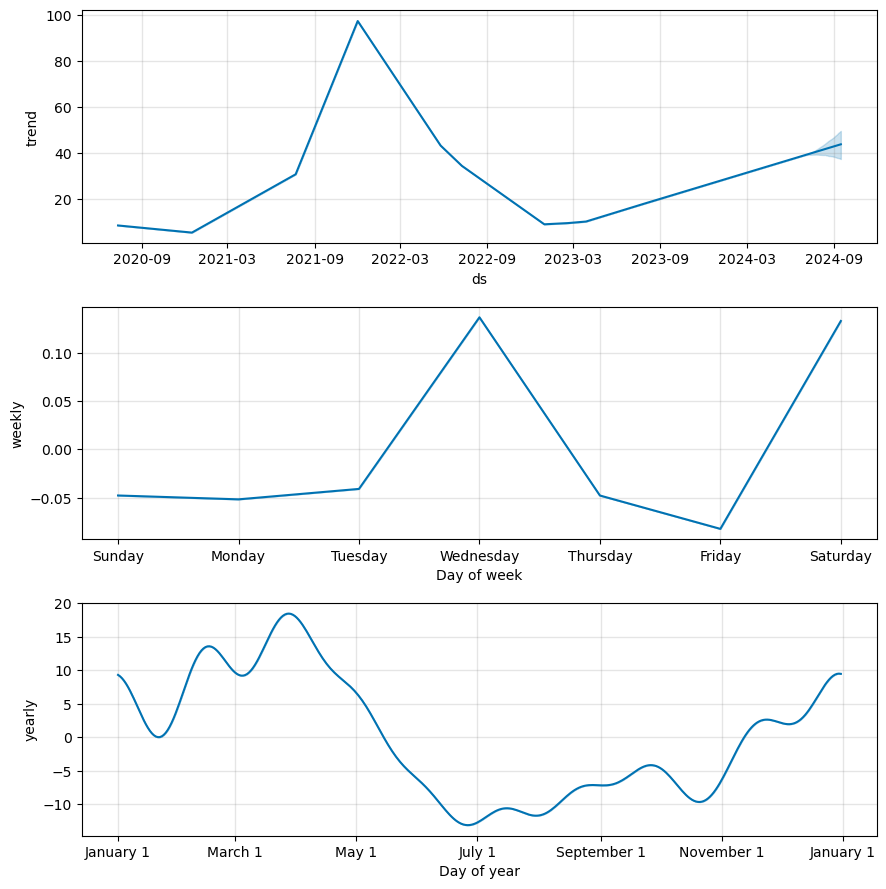 100
80
60
40
20
trend
2020-09 2021-03 2021-09 2022-03 2022-09 2023-03 2023-09 2024-03 2024-09
ds
0.10
0.05
0.00
−0.05
weekly
Sunday Monday Tuesday Wednesday Thursday Friday Saturday
Day of week
20
15
10
5
0
−5
−10
yearly
January 1 March 1 May 1 July 1 September 1 November 1 January 1
Day of year